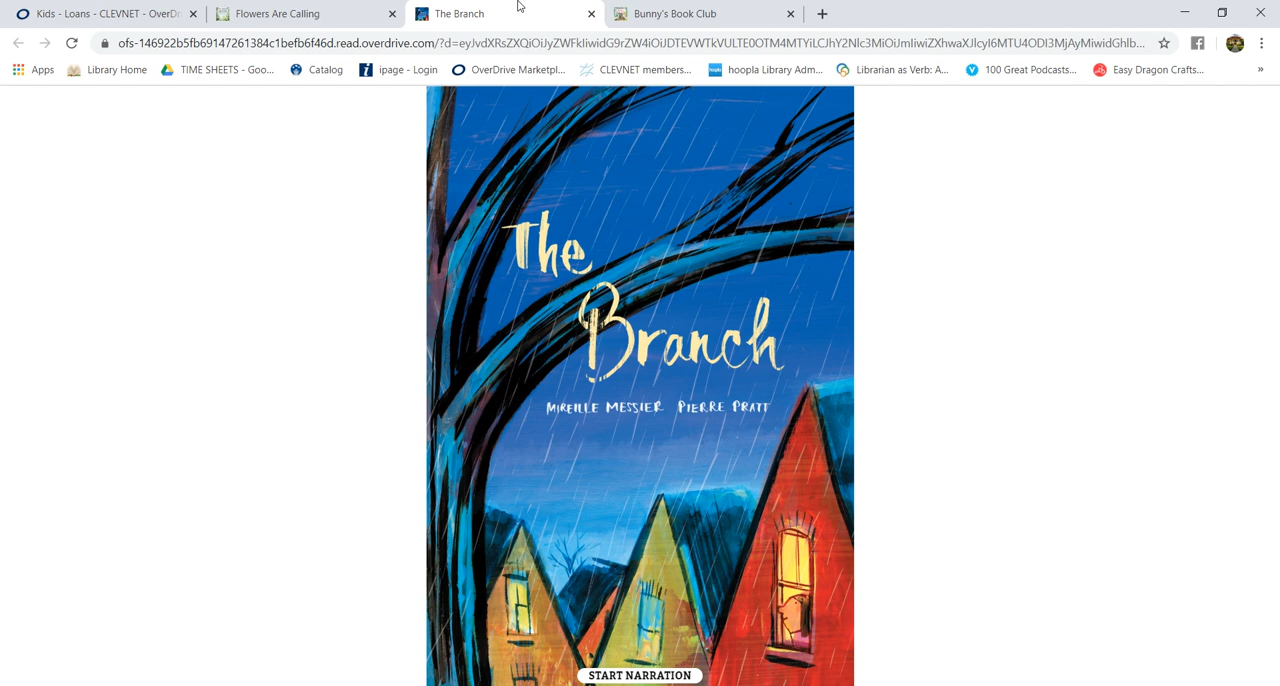 Kids - Loans - CLEVNET - OverDr
Flowers Are Calling
The Branch
Bunny's Book Club
ofs-146922b5fb69147261384c1befb6f46d.read.overdrive.com/?d=eyJvdXRsZXQiOiJyZWFkIiwidG9rZW4iOiJDTEVWTkVULTE0OTM4MTYiLCJhY2Nlc3MiOiJmIiwiZXhwaXJlcyI6MTU4ODI3MjAyMiwidGhlb...
Apps
Library Home
TIME SHEETS - Goo...
Catalog
ipage - Login
OverDrive Marketpl...
CLEVNET members...
hoopla Library Adm...
Librarian as Verb: A...
100 Great Podcasts...
Easy Dragon Crafts...
»
The
Branch
MIREILLE MESSIER PIERRE PRATT
START NARRATION